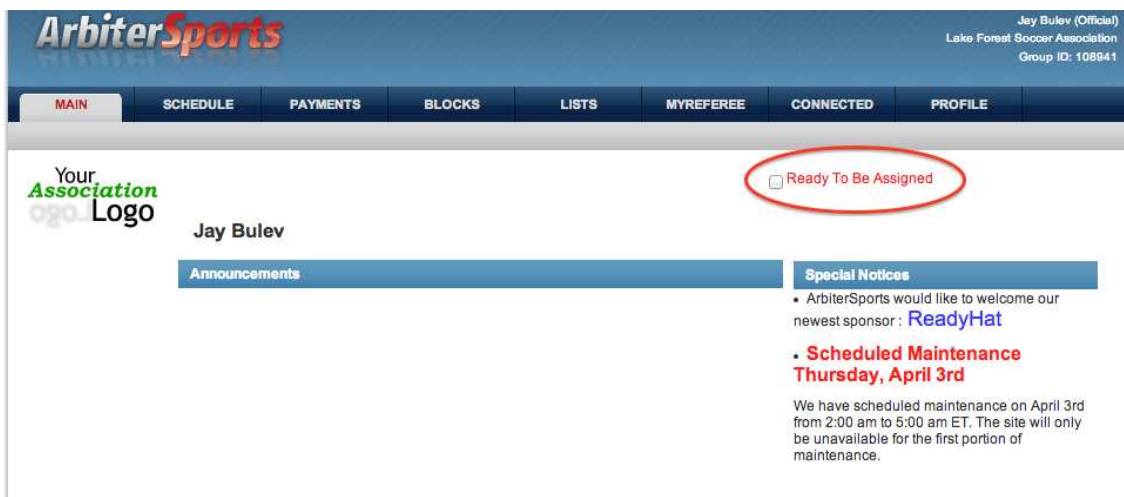 ArbiterSports
Jay Bulev (Official)
Lake Forest Soccer Association
Group ID: 108941
MAIN SCHEDULE PAYMENTS BLOCKS LISTS MYREFEREE CONNECTED PROFILE
Your
Association
Logo
Ready To Be Assigned
Jay Bulev
Announcements
Special Notices
• ArbiterSports would like to welcome our
newest sponsor : ReadyHat
• Scheduled Maintenance
Thursday, April 3rd
We have scheduled maintenance on April 3rd
from 2:00 am to 5:00 am ET. The site will only
be unavailable for the first portion of
maintenance.